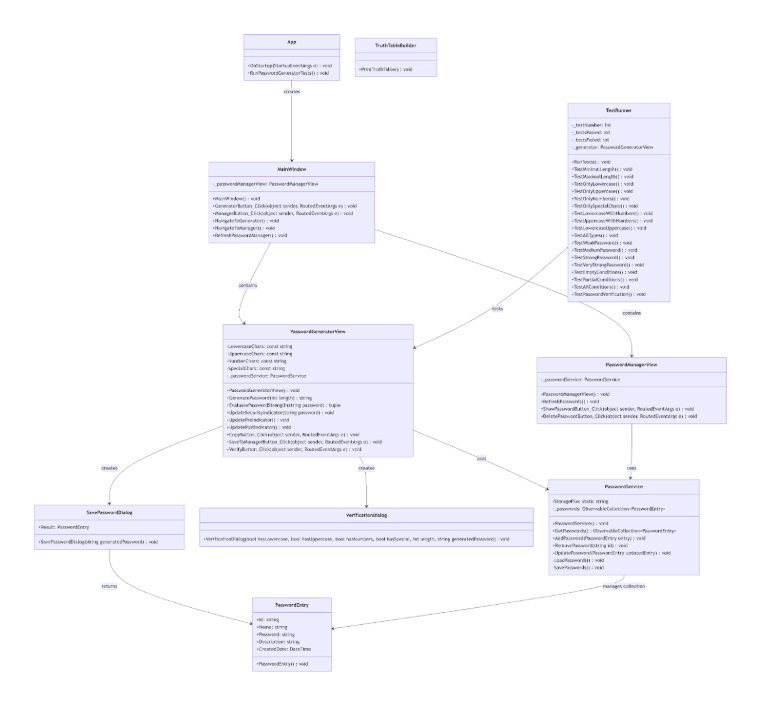 App
+OnStartup(StartupEventArgs e) : void
+RunPasswordGeneratorTests() : void
TruthTableBuilder
+PrintTruthTable() : void
creates
TestRunner
-_testNumber: int
-_testsPassed: int
-_testsFailed: int
-_generator: PasswordGeneratorView
+RunTests() : void
+TestMinimalLength() : void
+TestMaximalLength() : void
+TestOnlyLowercase() : void
+TestOnlyUppercase() : void
+TestOnlyNumbers() : void
+TestOnlySpecialChars() : void
+TestLowercaseWithNumbers() : void
+TestUppercaseWithNumbers() : void
+TestLowercaseUppercase() : void
+TestAllTypes() : void
+TestWeakPassword() : void
+TestMediumPassword() : void
+TestStrongPassword() : void
+TestVeryStrongPassword() : void
+TestEmptyConditions() : void
+TestPartialConditions() : void
+TestAllConditions() : void
+TestPasswordVerification() : void
MainWindow
-_passwordManagerView: PasswordManagerView
+MainWindow() : void
+GeneratorButton_Click(object sender, RoutedEventArgs e) : void
+ManagerButton_Click(object sender, RoutedEventArgs e) : void
+NavigateToGenerator() : void
+NavigateToManager() : void
+RefreshPasswordManager() : void
contains
tests
contains
PasswordGeneratorView
-LowercaseChars: const string
-UppercaseChars: const string
-NumberChars: const string
-SpecialChars: const string
-_passwordService: PasswordService
+PasswordGeneratorView() : void
+GeneratePassword(int length) : string
+EvaluatePasswordStrength(string password) : tuple
+UpdateSecurityIndicator(string password) : void
+UpdatePreIndicator() : void
+UpdatePostIndicator() : void
+CopyButton_Click(object sender, RoutedEventArgs e) : void
+SaveToManagerButton_Click(object sender, RoutedEventArgs e) : void
+VerifyButton_Click(object sender, RoutedEventArgs e) : void
PasswordManagerView
-_passwordService: PasswordService
+PasswordManagerView() : void
+RefreshPasswords() : void
+ShowPasswordButton_Click(object sender, RoutedEventArgs e) : void
+DeletePasswordButton_Click(object sender, RoutedEventArgs e) : void
creates
creates
uses
uses
SavePasswordDialog
+Result: PasswordEntry
+SavePasswordDialog(string generatedPassword) : void
VerificationDialog
+VerificationDialog(bool hasLowercase, bool hasUppercase, bool hasNumbers, bool hasSpecial, int length, string generatedPassword) : void
PasswordService
-StorageFile: static string
-_passwords: ObservableCollection<PasswordEntry>
+PasswordService() : void
+GetPasswords() : ObservableCollection<PasswordEntry>
+AddPassword(PasswordEntry entry) : void
+RemovePassword(string id) : void
+UpdatePassword(PasswordEntry updatedEntry) : void
-LoadPasswords() : void
-SavePasswords() : void
returns
manages collection
PasswordEntry
+Id: string
+Name: string
+Password: string
+Description: string
+CreatedDate: DateTime
+PasswordEntry() : void